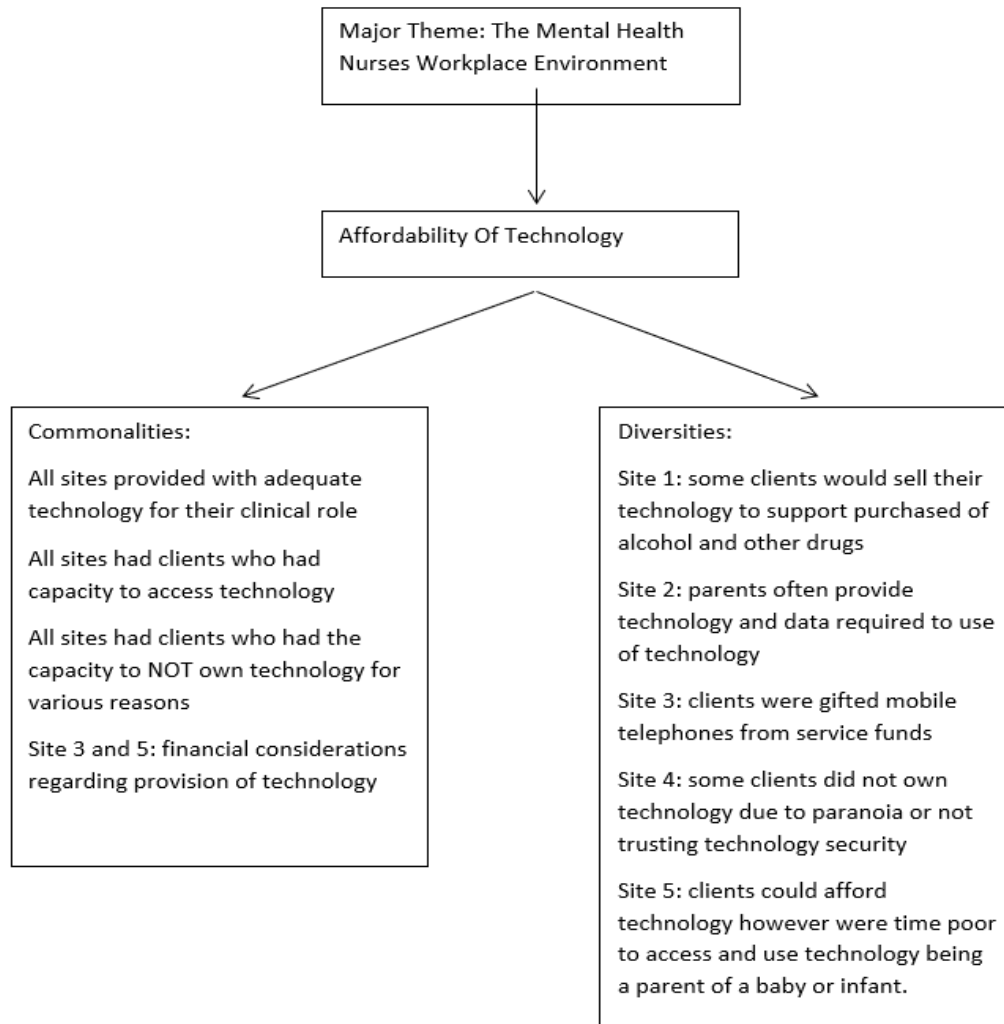 Major Theme: The Mental Health
Nurses Workplace Environment
Affordability Of Technology
Commonalities:
All sites provided with adequate
technology for their clinical role
All sites had clients who had
capacity to access technology
All sites had clients who had the
capacity to NOT own technology for
various reasons
Site 3 and 5: financial considerations
regarding provision of technology
Diversities:
Site 1: some clients would sell their
technology to support purchased of
alcohol and other drugs
Site 2: parents often provide
technology and data required to use
of technology
Site 3: clients were gifted mobile
telephones from service funds
Site 4: some clients did not own
technology due to paranoia or not
trusting technology security
Site 5: clients could afford
technology however were time poor
to access and use technology being
a parent of a baby or infant.